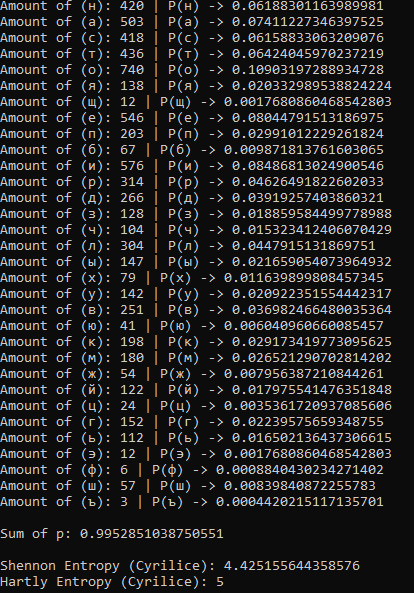 Amount of (н): 420 | P(н) -> 0.06188301163989981
Amount of (а): 503 | P(а) -> 0.07411227346397525
Amount of (с): 418 | P(с) -> 0.06158833063209076
Amount of (т): 436 | P(т) -> 0.06424045970237219
Amount of (о): 740 | P(о) -> 0.10903197288934728
Amount of (я): 138 | P(я) -> 0.020332989538824224
Amount of (щ): 12 | P(щ) -> 0.0017680860468542803
Amount of (е): 546 | P(е) -> 0.08044791513186975
Amount of (п): 203 | P(п) -> 0.02991012229261824
Amount of (б): 67 | P(б) -> 0.009871813761603065
Amount of (и): 576 | P(и) -> 0.08486813024900546
Amount of (р): 314 | P(р) -> 0.04626491822602033
Amount of (д): 266 | P(д) -> 0.03919257403860321
Amount of (з): 128 | P(з) -> 0.018859584499778988
Amount of (ч): 104 | P(ч) -> 0.015323412406070429
Amount of (л): 304 | P(л) -> 0.0447915131869751
Amount of (ы): 147 | P(ы) -> 0.021659054073964932
Amount of (х): 79 | P(х) -> 0.011639899808457345
Amount of (у): 142 | P(у) -> 0.020922351554442317
Amount of (в): 251 | P(в) -> 0.036982466480035364
Amount of (ю): 41 | P(ю) -> 0.006040960660085457
Amount of (к): 198 | P(к) -> 0.029173419773095625
Amount of (м): 180 | P(м) -> 0.026521290702814202
Amount of (ж): 54 | P(ж) -> 0.007956387210844261
Amount of (й): 122 | P(й) -> 0.017975541476351848
Amount of (ц): 24 | P(ц) -> 0.0035361720937085606
Amount of (г): 152 | P(г) -> 0.02239575659348755
Amount of (ь): 112 | P(ь) -> 0.016502136437306615
Amount of (э): 12 | P(э) -> 0.0017680860468542803
Amount of (ф): 6 | P(ф) -> 0.0008840430234271402
Amount of (ш): 57 | P(ш) -> 0.00839840872255783
Amount of (ъ): 3 | P(ъ) -> 0.0004420215117135701
Sum of p: 0.9952851038750551
Shennon Entropy (Cyrilice): 4.425155644358576
Hartly Entropy (Cyrilice): 5